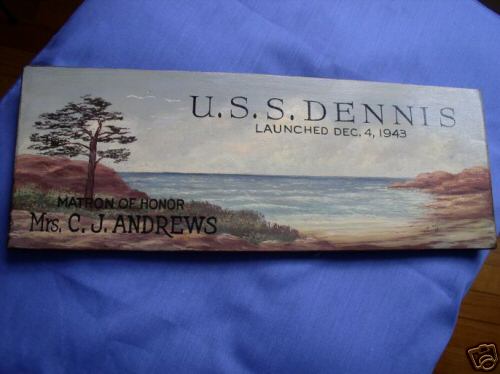 U.S.S. DENNIS
LAUNCHED DEC. 4, 1943
MATRON OF HONOR
Mrs. C. J. ANDREWS